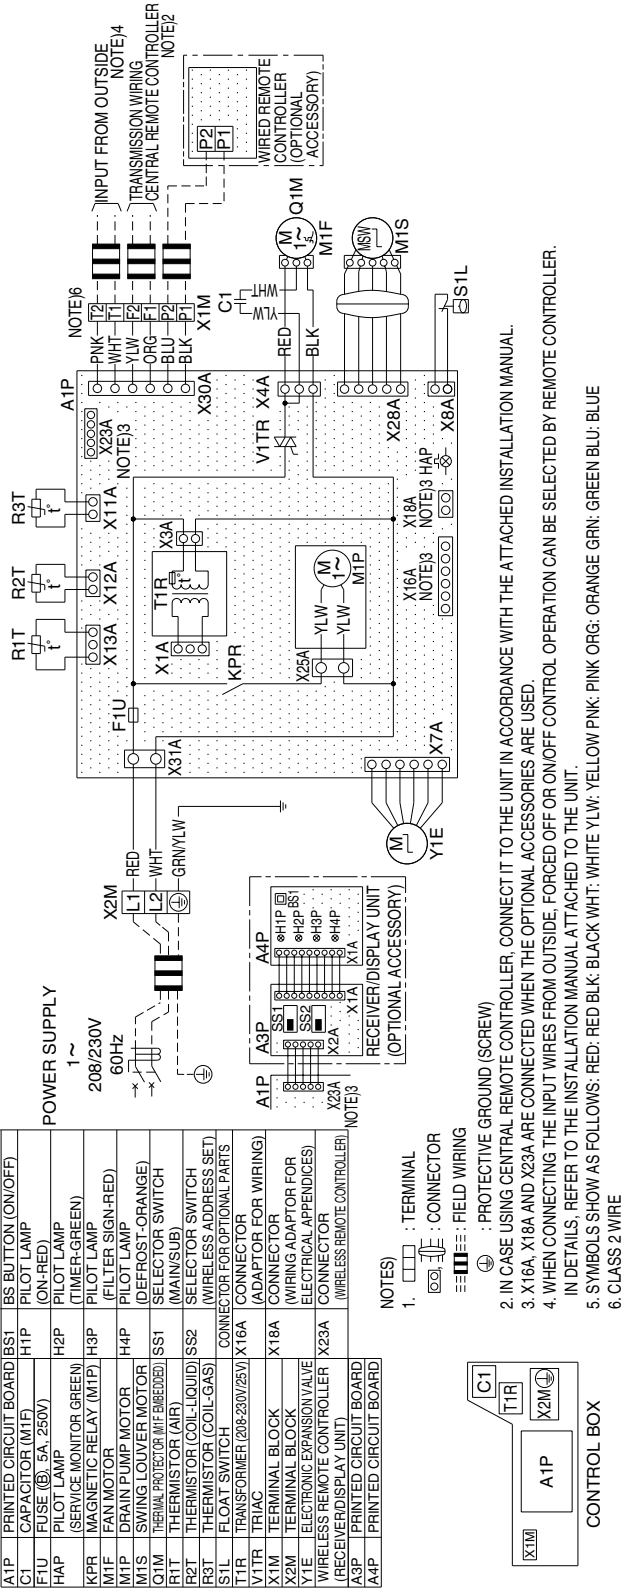 A1P PRINTED CIRCUIT BOARD
C1 CAPACITOR (M1F)
F1U FUSE (Ⓑ, 5A, 250V)
HAP PILOT LAMP
(SERVICE MONITOR GREEN)
KPR MAGNETIC RELAY (M1P)
M1F FAN MOTOR
M1P DRAIN PUMP MOTOR
M1S SWING LOUVER MOTOR
Q1M THERMAL PROTECTOR (M1F EMBEDDED)
R1T THERMISTOR (AIR)
R2T THERMISTOR (COIL-LIQUID)
R3T THERMISTOR (COIL-GAS)
S1L FLOAT SWITCH
T1R TRANSFORMER (208-230V/25V)
V1TR TRIAC
X1M TERMINAL BLOCK
X2M TERMINAL BLOCK
Y1E ELECTRONIC EXPANSION VALVE
WIRELESS REMOTE CONTROLLER
(RECEIVER/DISPLAY UNIT)
A3P PRINTED CIRCUIT BOARD
A4P PRINTED CIRCUIT BOARD
BS1 BS BUTTON (ON/OFF)
H1P PILOT LAMP
(ON-RED)
H2P PILOT LAMP
(TIMER-GREEN)
H3P PILOT LAMP
(FILTER SIGN-RED)
H4P PILOT LAMP
(DEFROST-ORANGE)
SS1 SELECTOR SWITCH
(MAIN/SUB)
SS2 SELECTOR SWITCH
(WIRELESS ADDRESS SET)
CONNECTOR FOR OPTIONAL PARTS
X16A CONNECTOR
(ADAPTOR FOR WIRING)
X18A CONNECTOR
(WIRING ADAPTOR FOR
ELECTRICAL APPENDICES)
X23A CONNECTOR
(WIRELESS REMOTE CONTROLLER)
POWER SUPPLY
1~
208/230V
60Hz
X2M
L1
L2
RED
WHT
GRN/YLW
X31A
F1U
R1T
t°
X13A
R2T
t°
X12A
R3T
t°
X11A
X23A
NOTE)3
A1P
X30A
PNK
WHT
YLW
ORG
BLU
BLK
NOTE)6
T2
T1
F2
F1
P2
P1
X1M
INPUT FROM OUTSIDE
NOTE)4
TRANSMISSION WIRING
CENTRAL REMOTE CONTROLLER
NOTE)2
P2
P1
WIRED REMOTE
CONTROLLER
(OPTIONAL
ACCESSORY)
X1A
T1R
t°
X3A
KPR
V1TR
X4A
RED
BLK
YLW
WHT
C1
M
1~
Q1M
M1F
X25A
YLW
YLW
M
1~
M1P
X28A
MSW
M1S
X16A
NOTE)3
X18A
NOTE)3
HAP
X8A
S1L
X7A
M
Y1E
A1P
X23A
NOTE)3
A3P
SS1
SS2
X2A
X1A
A4P
BS1
H1P
H2P
H3P
H4P
X1A
RECEIVER/DISPLAY UNIT
(OPTIONAL ACCESSORY)
NOTES)
1. : TERMINAL
: CONNECTOR
: FIELD WIRING
: PROTECTIVE GROUND (SCREW)
2. IN CASE USING CENTRAL REMOTE CONTROLLER, CONNECT IT TO THE UNIT IN ACCORDANCE WITH THE ATTACHED INSTALLATION MANUAL.
3. X16A, X18A AND X23A ARE CONNECTED WHEN THE OPTIONAL ACCESSORIES ARE USED.
4. WHEN CONNECTING THE INPUT WIRES FROM OUTSIDE, FORCED OFF OR ON/OFF CONTROL OPERATION CAN BE SELECTED BY REMOTE CONTROLLER.
IN DETAILS, REFER TO THE INSTALLATION MANUAL ATTACHED TO THE UNIT.
5. SYMBOLS SHOW AS FOLLOWS: RED: RED BLK: BLACK WHT: WHITE YLW: YELLOW PNK: PINK ORG: ORANGE GRN: GREEN BLU: BLUE
6. CLASS 2 WIRE
X1M
A1P
C1
T1R
X2M
CONTROL BOX